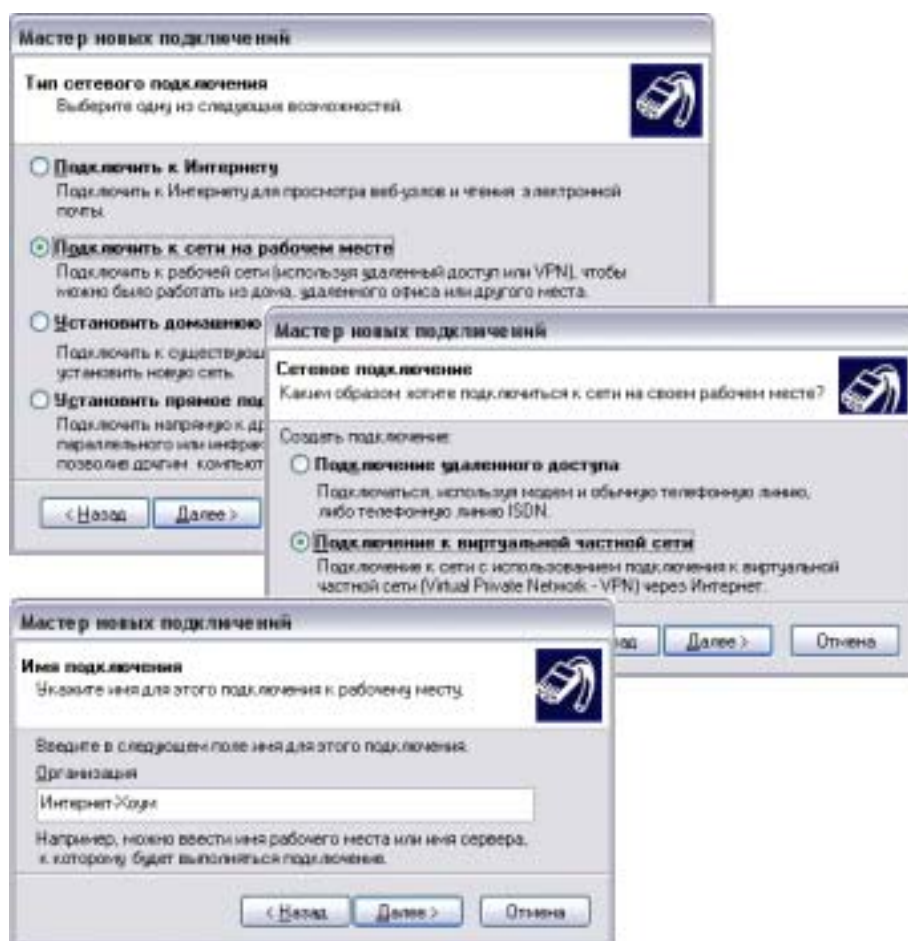 Мастер новых подключений
Тип сетевого подключения
Выберите одну из следующих возможностей
Подключить к Интернету
Подключить к Интернету для просмотра веб-узлов и чтения электронной
почты.
Подключить к сети на рабочем месте
Подключить к рабочей сети (используя удаленный доступ или VPN), чтобы
можно было работать из дома, удаленного офиса или другого места.
Установить домашнюю
Подключить к существующ
установить новую сеть.
Установить прямое под
Подключить напрямую к др
параллельного или инфрак
позволив другим компьют
< Назад
Далее >
Мастер новых подключений
Сетевое подключение
Каким образом хотите подключиться к сети на своем рабочем месте?
Создать подключение:
Подключение удаленного доступа
Подключаться, используя модем и обычную телефонную линию,
либо телефонную линию ISDN.
Подключение к виртуальной частной сети
Подключение к сети с использованием подключения к виртуальной
частной сети (Virtual Private Network - VPN) через Интернет.
зад
Далее >
Отмена
Мастер новых подключений
Имя подключения
Укажите имя для этого подключения к рабочему месту.
Введите в следующем поле имя для этого подключения.
Организация
Интернет-Хоум
Например, можно ввести имя рабочего места или имя сервера,
к которому будет выполняться подключение.
< Назад
Далее >
Отмена